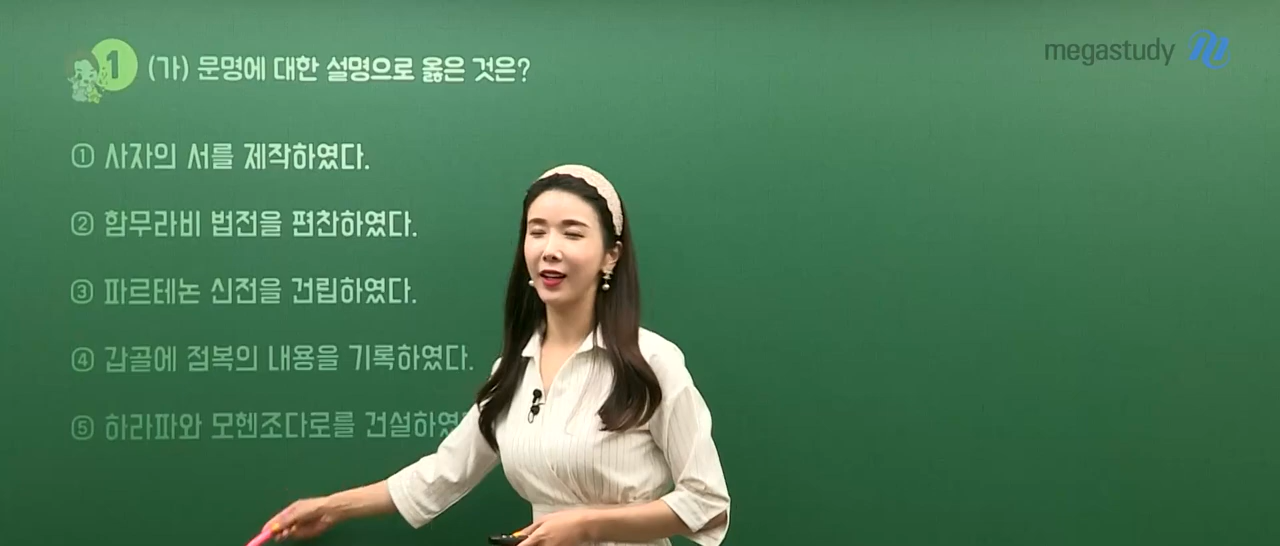 megastudy
1 (가) 문명에 대한 설명으로 옳은 것은?
① 사자의 서를 제작하였다.
② 함무라비 법전을 편찬하였다.
③ 파르테논 신전을 건립하였다.
④ 갑골에 점복의 내용을 기록하였다.
⑤ 하라파와 모헨조다로를 건설하였